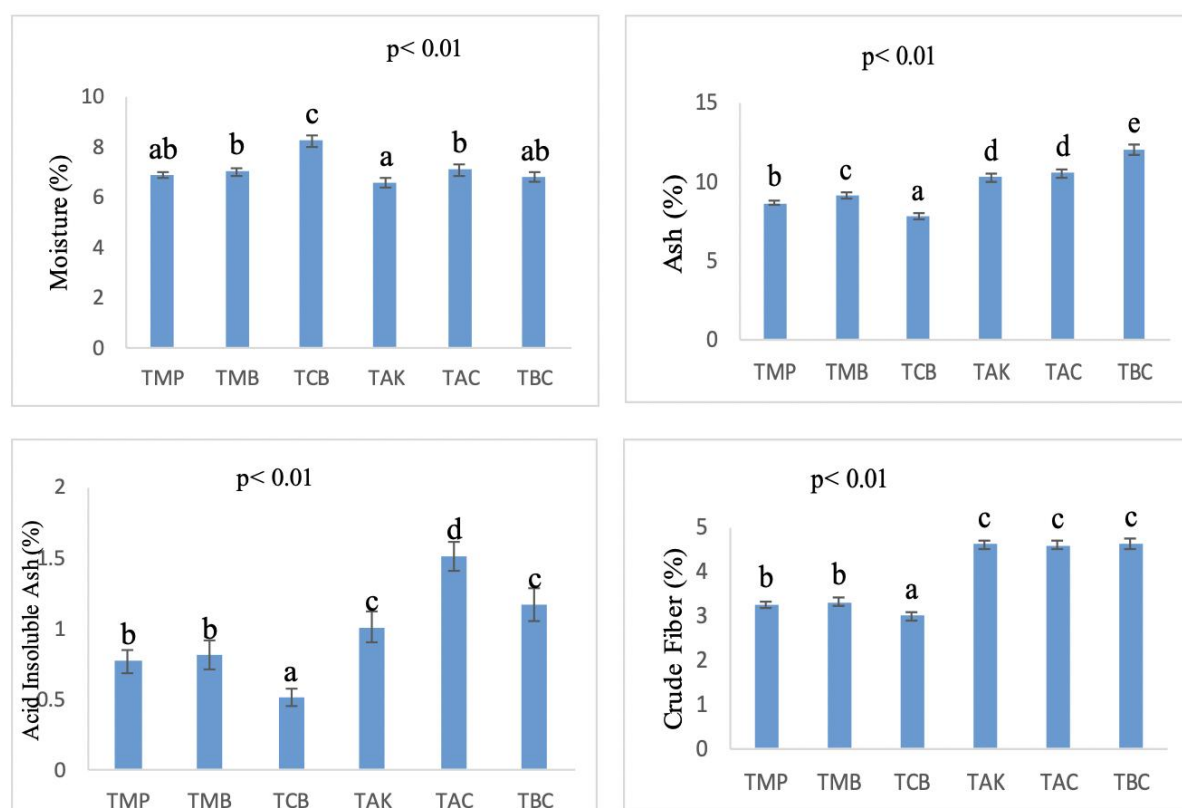 p< 0.01
Moisture (%)
10
8
6
4
2
0
ab
b
c
a
b
ab
TMP TMB TCB TAK TAC TBC
p< 0.01
Ash (%)
15
10
5
0
b
c
a
d
d
e
TMP TMB TCB TAK TAC TBC
p< 0.01
Acid Insoluble Ash (%)
2
1.5
1
0.5
0
b
b
a
c
d
c
TMP TMB TCB TAK TAC TBC
p< 0.01
Crude Fiber (%)
5
4
3
2
1
0
b
b
a
c
c
c
TMP TMB TCB TAK TAC TBC